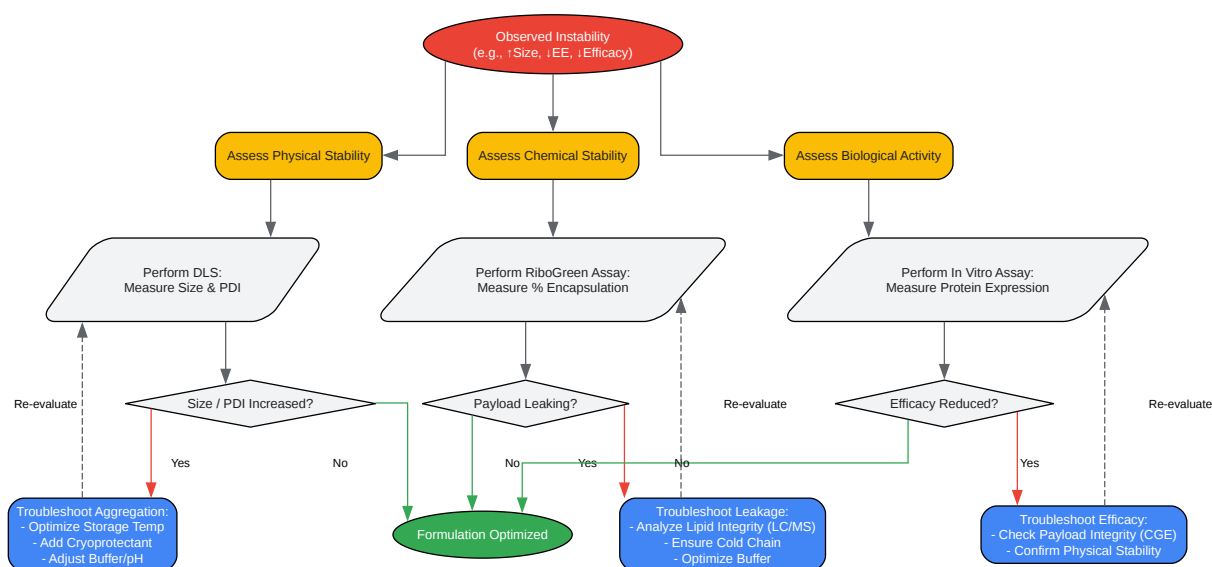 Observed Instability
(e.g., ↑Size, ↓EE, ↓Efficacy)
Assess Physical Stability
Assess Chemical Stability
Assess Biological Activity
Perform DLS:
Measure Size & PDI
Perform RiboGreen Assay:
Measure % Encapsulation
Perform In Vitro Assay:
Measure Protein Expression
Size / PDI Increased?
Payload Leaking?
Efficacy Reduced?
Re-evaluate
Re-evaluate
Re-evaluate
Yes
No
No
Yes
No
Yes
Troubleshoot Aggregation:
- Optimize Storage Temp
- Add Cryoprotectant
- Adjust Buffer/pH
Formulation Optimized
Troubleshoot Leakage:
- Analyze Lipid Integrity (LC/MS)
- Ensure Cold Chain
- Optimize Buffer
Troubleshoot Efficacy:
- Check Payload Integrity (CGE)
- Confirm Physical Stability